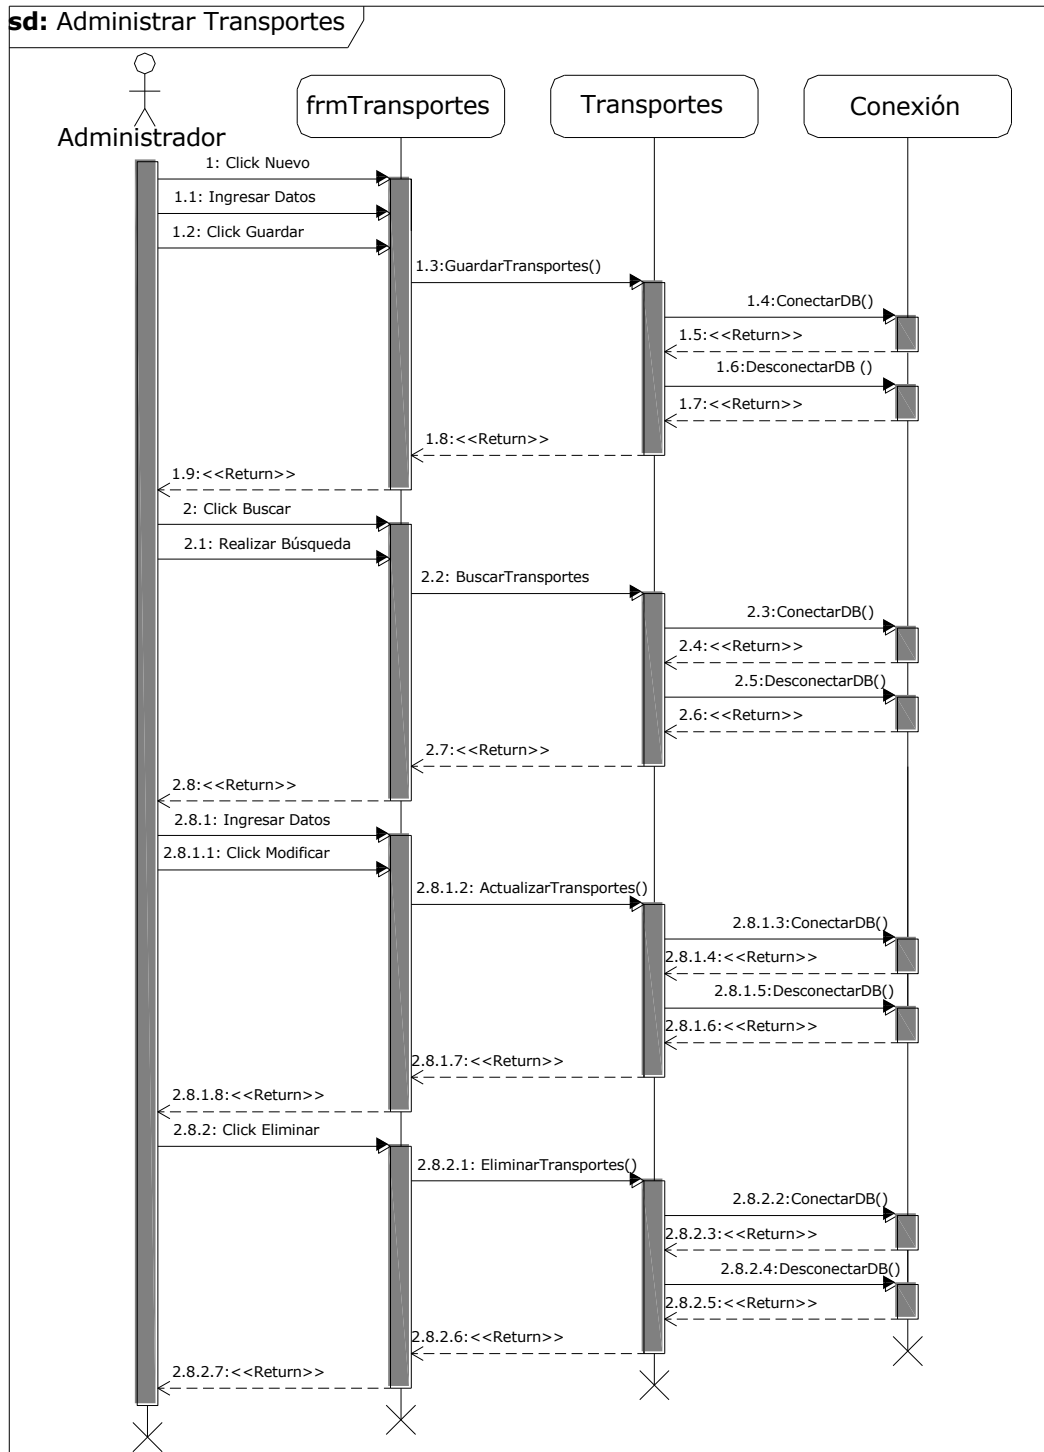 sd: Administrar Transportes
Administrador
frmTransportes
Transportes
Conexión
1: Click Nuevo
1.1: Ingresar Datos
1.2: Click Guardar
1.3:GuardarTransportes()
1.4:ConectarDB()
1.5:<<Return>>
1.6:DesconectarDB ()
1.7:<<Return>>
1.8:<<Return>>
1.9:<<Return>>
2: Click Buscar
2.1: Realizar Búsqueda
2.2: BuscarTransportes
2.3:ConectarDB()
2.4:<<Return>>
2.5:DesconectarDB()
2.6:<<Return>>
2.7:<<Return>>
2.8:<<Return>>
2.8.1: Ingresar Datos
2.8.1.1: Click Modificar
2.8.1.2: ActualizarTransportes()
2.8.1.3:ConectarDB()
2.8.1.4:<<Return>>
2.8.1.5:DesconectarDB()
2.8.1.6:<<Return>>
2.8.1.7:<<Return>>
2.8.1.8:<<Return>>
2.8.2: Click Eliminar
2.8.2.1: EliminarTransportes()
2.8.2.2:ConectarDB()
2.8.2.3:<<Return>>
2.8.2.4:DesconectarDB()
2.8.2.5:<<Return>>
2.8.2.6:<<Return>>
2.8.2.7:<<Return>>